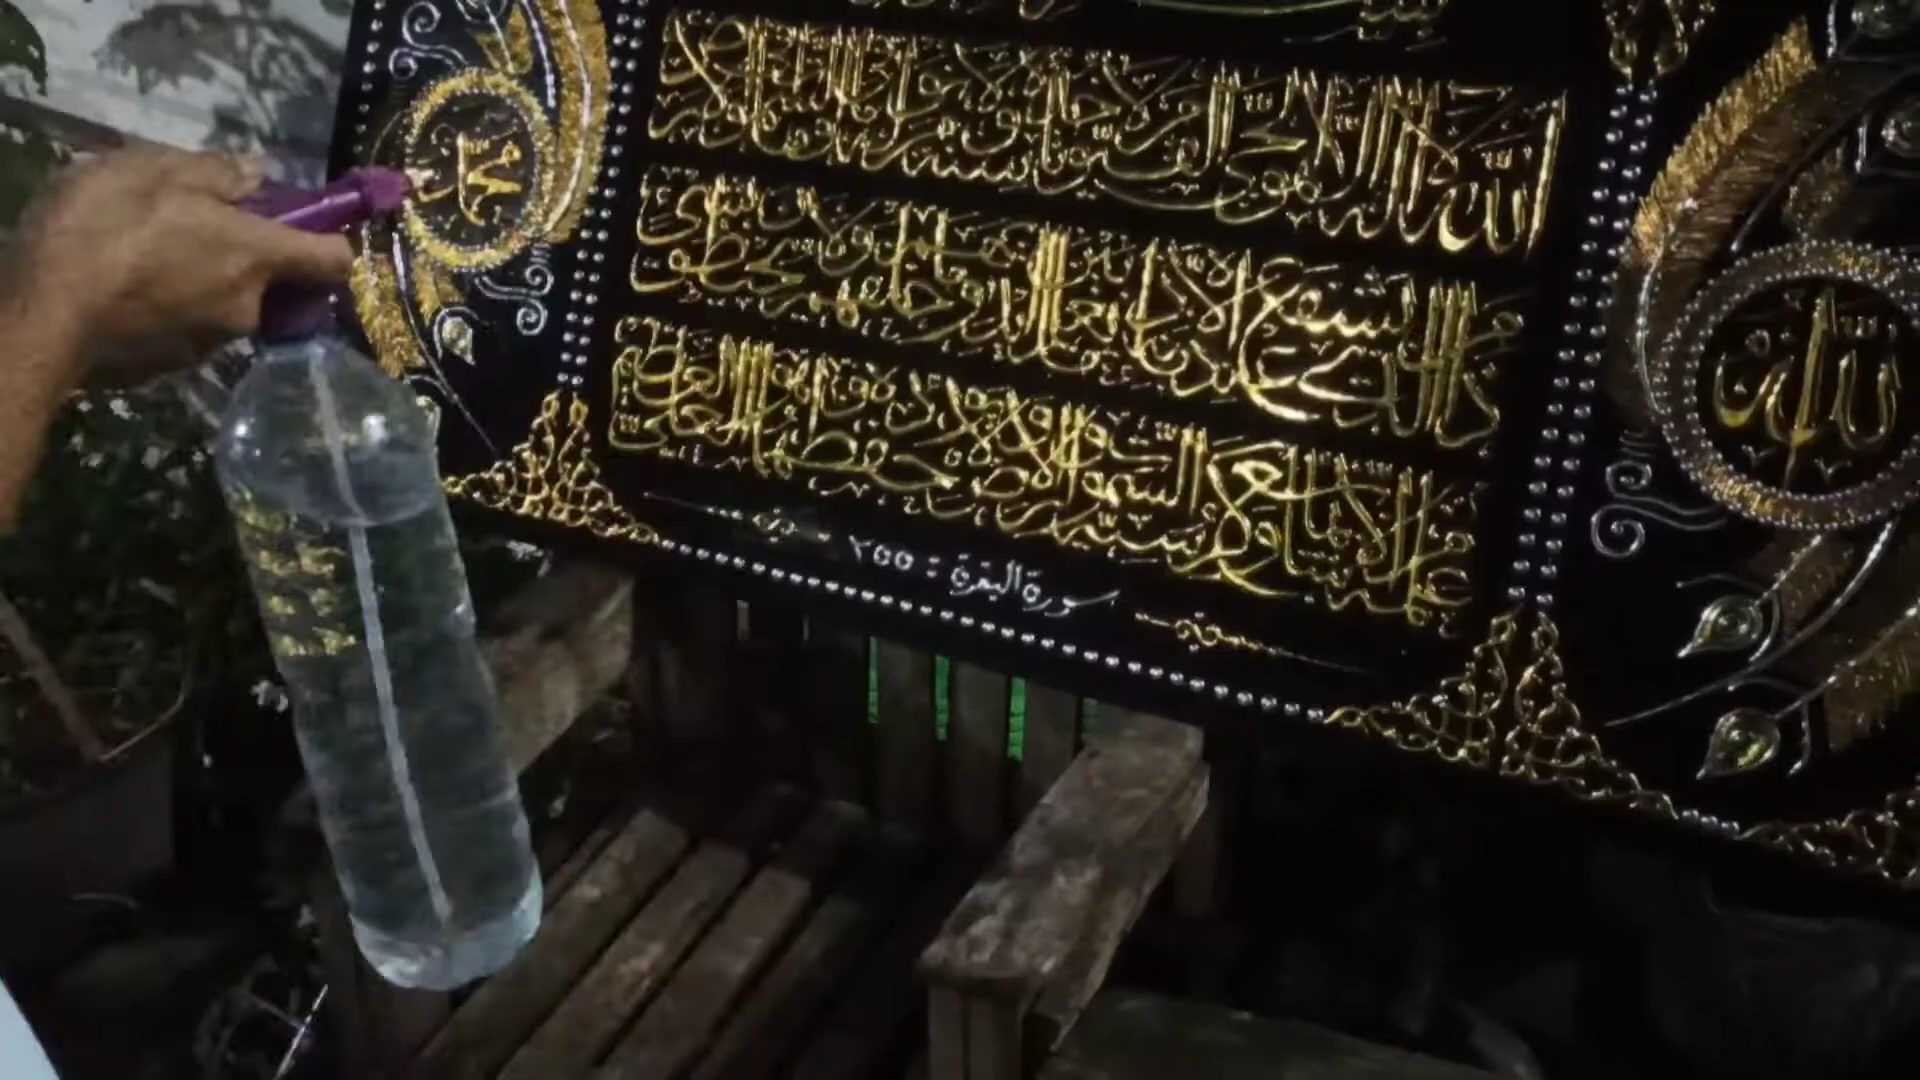 الله
محمد
الله لا إله إلا هو الحي القيوم لا تأخذه سنة ولا نوم له ما في السموات وما في الأرض
من ذا الذي يشفع عنده إلا بإذنه يعلم ما بين أيديهم وما خلفهم ولا يحيطون بشيء
من علمه إلا بما شاء وسع كرسيه السموات والأرض ولا يئوده حفظهما وهو العلي العظيم
سورة البقرة : ٢٥٥